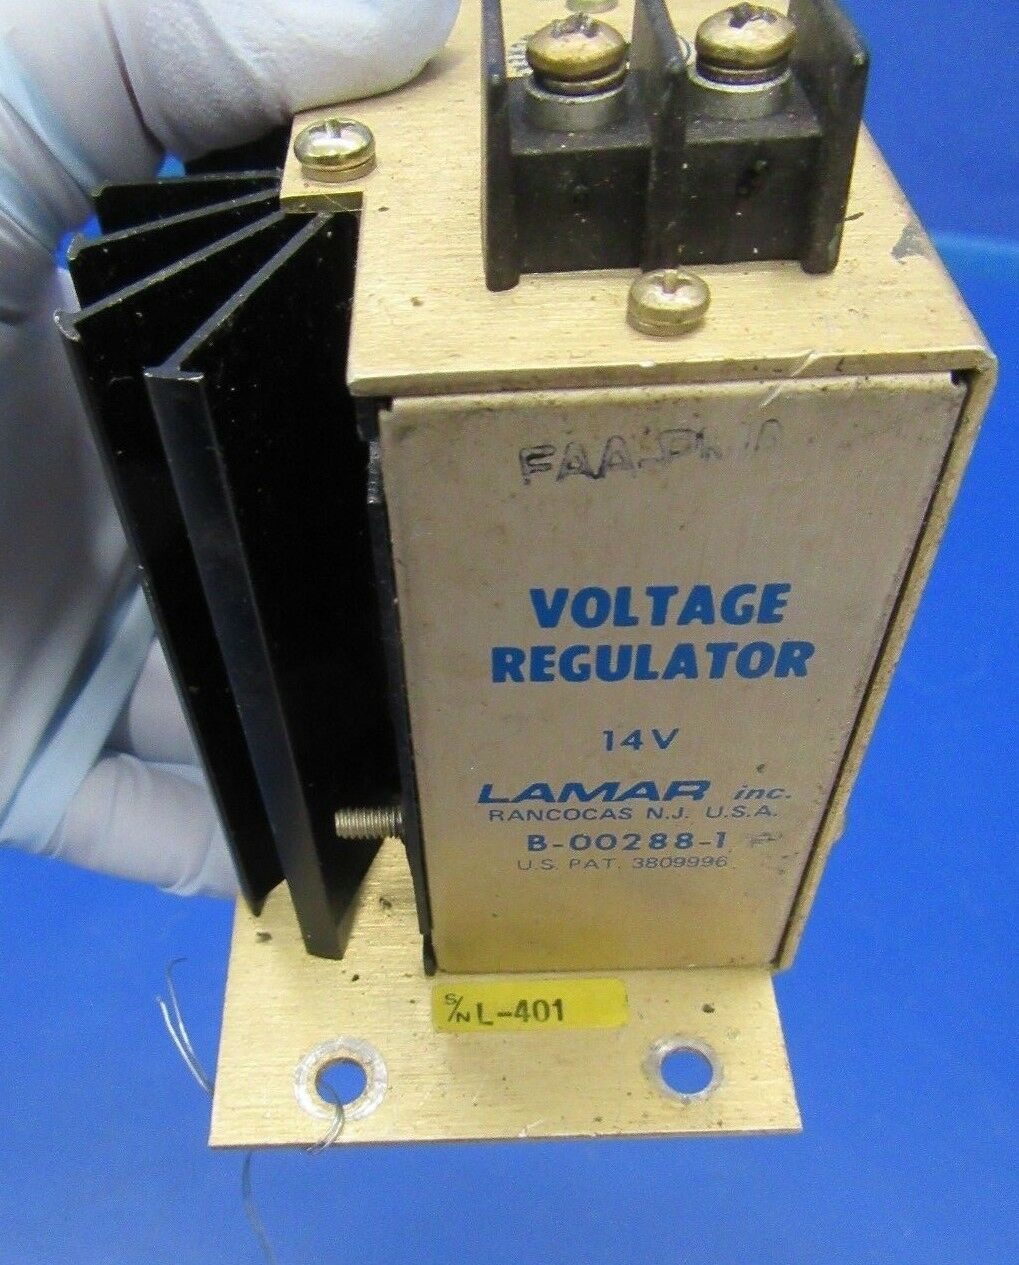 VOLTAGE
REGULATOR
14V
LAMAR inc.
RANCOCAS N.J. U.S.A.
B-00288-1
U.S. PAT. 3809996
S/N L-401